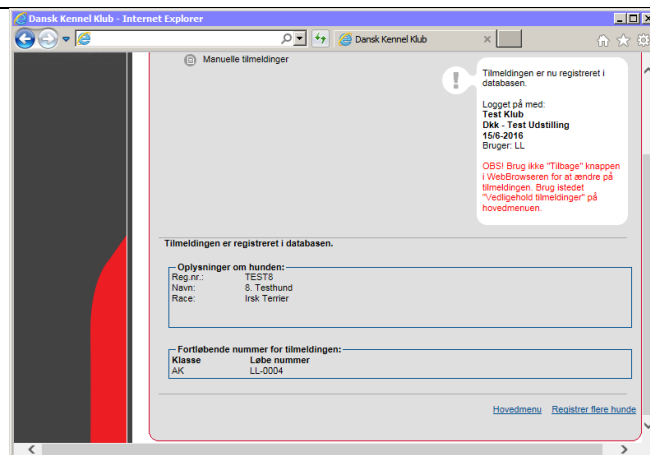 Dansk Kennel Klub - Internet Explorer
Dansk Kennel Klub
Manuelle tilmeldinger
!
Tilmeldingen er nu registreret i
databasen.
Logget på med:
Test Klub
Dkk - Test Udstilling
15/6-2016
Bruger: LL
OBS! Brug ikke "Tilbage" knappen
i WebBrowseren for at ændre på
tilmeldingen. Brug istedet
"Vedligehold tilmeldinger" på
hovedmenuen.
Tilmeldingen er registreret i databasen.
Oplysninger om hunden:
Reg.nr.: TEST8
Navn: 8. Testhund
Race: Irsk Terrier
Fortløbende nummer for tilmeldingen:
Klasse Løbe nummer
AK LL-0004
Hovedmenu Registrer flere hunde